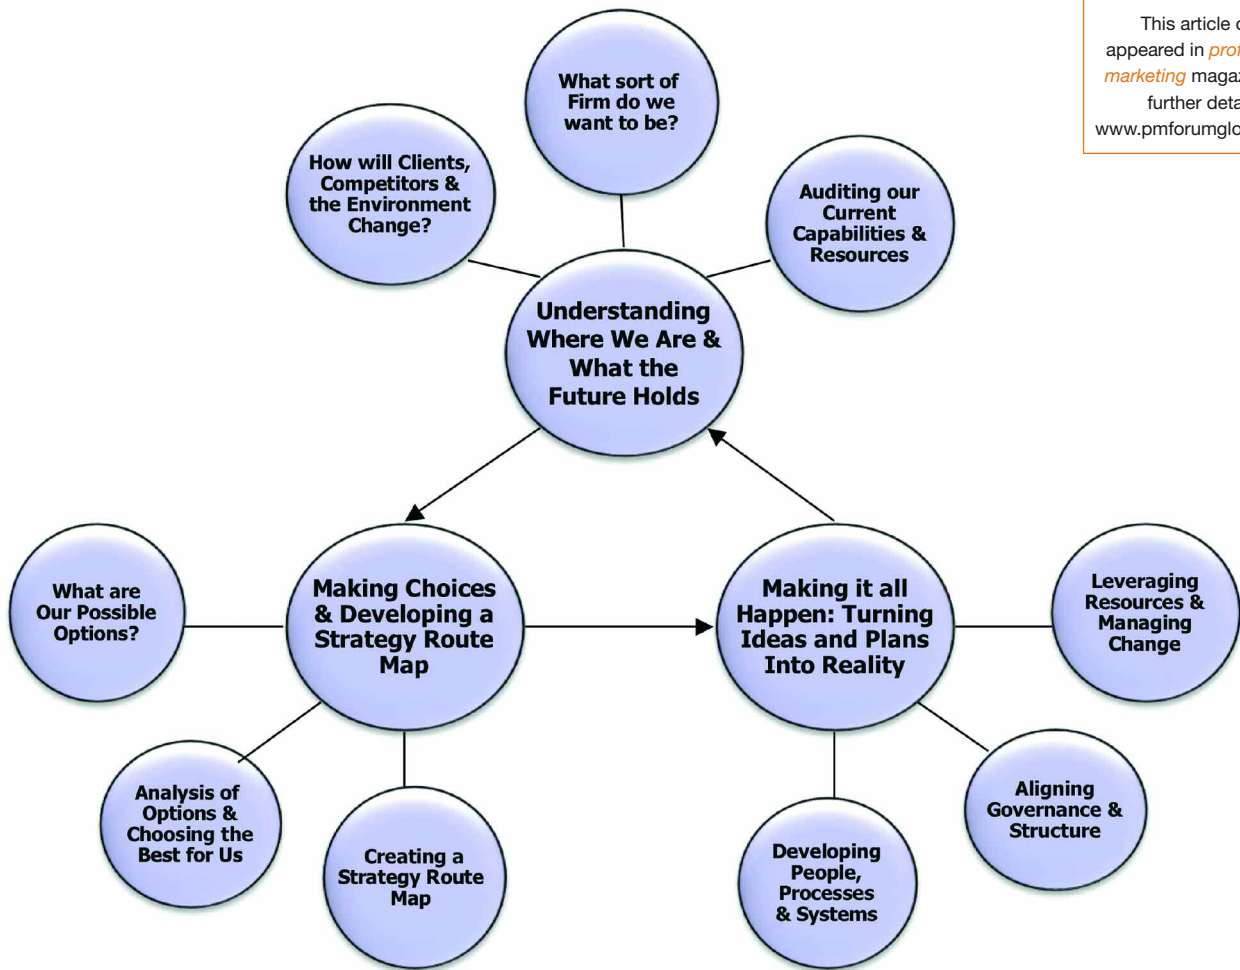 This article
appeared in
marketing
further
What sort of
Firm do we
want to be?
How will Clients,
Competitors &
the Environment
Change?
Auditing our
Current
Capabilities &
Resources
Understanding
Where We Are &
What the
Future Holds
What are
Our Possible
Options?
Making Choices
& Developing a
Strategy Route
Map
Making it all
Happen: Turning
Ideas and Plans
Into Reality
Leveraging
Resources &
Managing
Change
Analysis of
Options &
Choosing the
Best for Us
Creating a
Strategy Route
Map
Developing
People,
Processes
& Systems
Aligning
Governance &
Structure